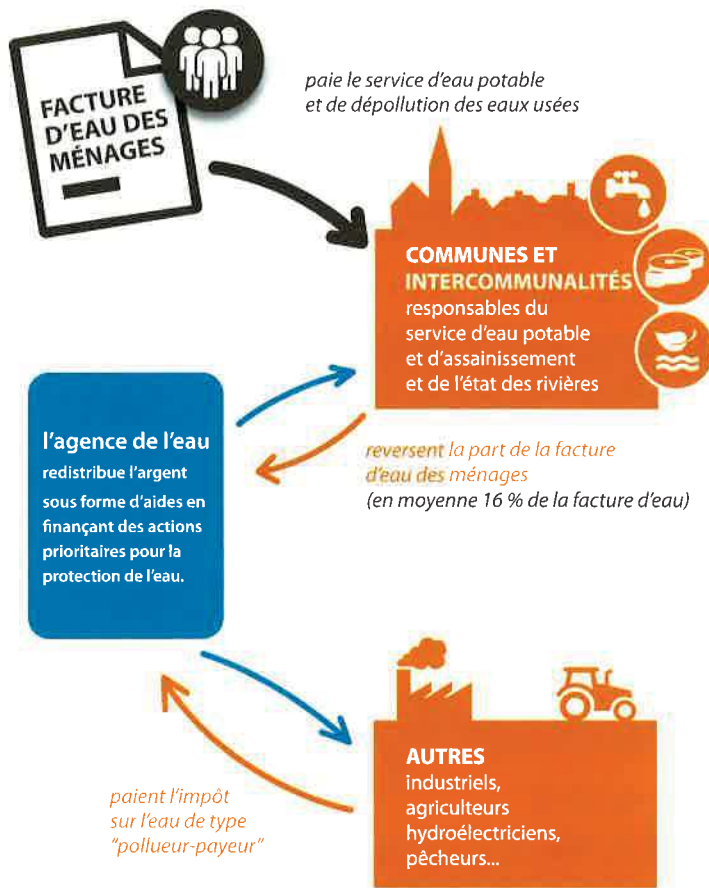 FACTURE
D'EAU DES
MÉNAGES
paie le service d'eau potable
et de dépollution des eaux usées
COMMUNES ET
INTERCOMMUNALITÉS
responsables du
service d'eau potable
et d'assainissement
et de l'état des rivières
l'agence de l'eau
redistribue l'argent
sous forme d'aides en
finançant des actions
prioritaires pour la
protection de l'eau.
reversent la part de la facture
d'eau des ménages
(en moyenne 16 % de la facture d'eau)
AUTRES
industriels,
agriculteurs
hydroélectriciens,
pêcheurs...
paient l'impôt
sur l'eau de type
"pollueur-payeur"